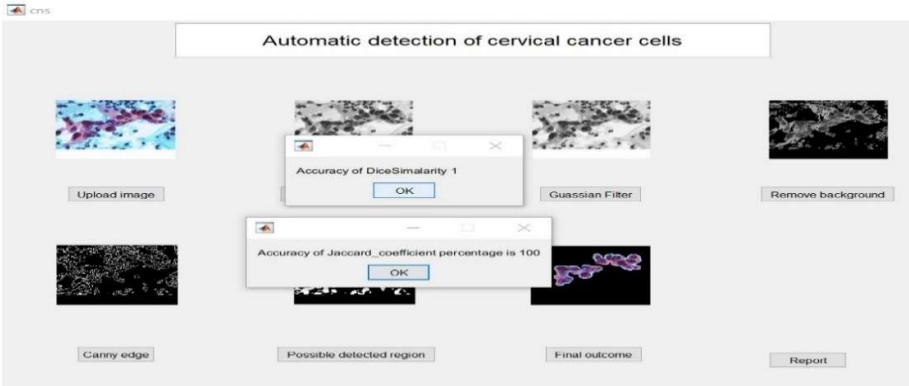 cns
Automatic detection of cervical cancer cells
Accuracy of DiceSimalarity 1
OK
Upload image
Guassian Filter
Remove background
Accuracy of Jaccard_coefficient percentage is 100
OK
Canny edge
Possible detected region
Final outcome
Report